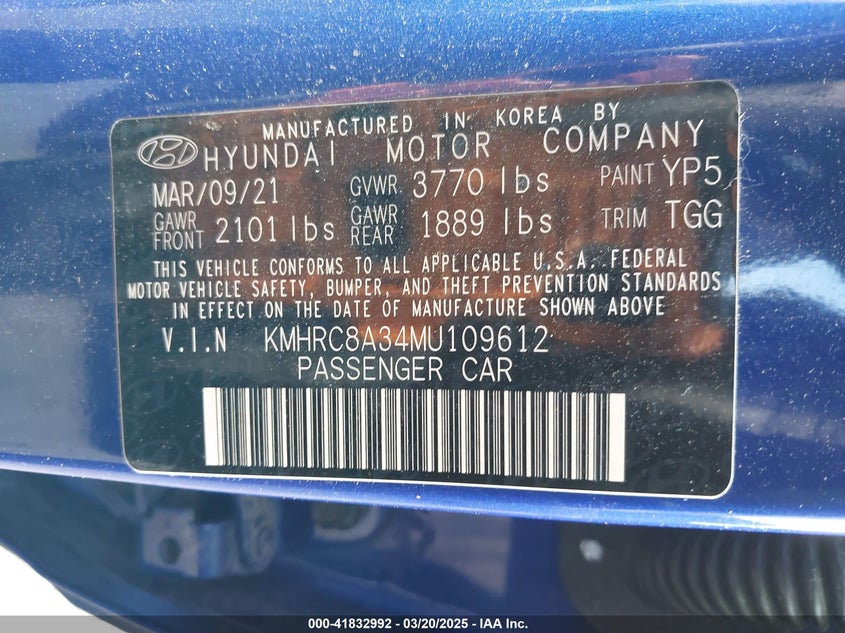 MANUFACTURED IN KOREA BY
HYUNDAI MOTOR COMPANY
MAR/09/21 GVWR 3770 lbs PAINT YP5
GAWR FRONT 2101 lbs GAWR REAR 1889 lbs TRIM TGG
THIS VEHICLE CONFORMS TO ALL APPLICABLE U.S.A. FEDERAL
MOTOR VEHICLE SAFETY, BUMPER, AND THEFT PREVENTION STANDARDS
IN EFFECT ON THE DATE OF MANUFACTURE SHOWN ABOVE
V.I.N KMHRC8A34MU109612
PASSENGER CAR
000-41832992 — 03/20/2025 — IAA Inc.